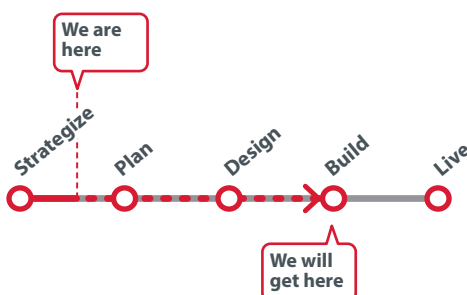 We are
here
Strategize
Plan
Design
Build
Live
We will
get here